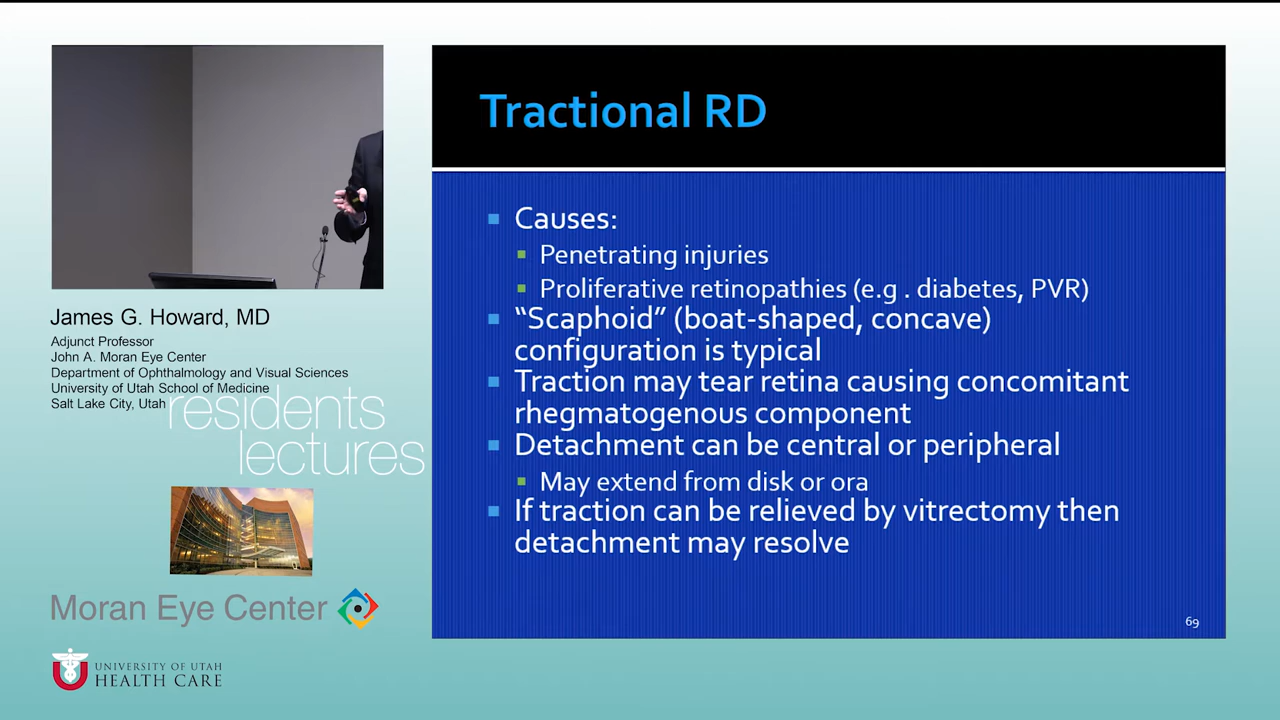 James G. Howard, MD
Adjunct Professor
John A. Moran Eye Center
Department of Ophthalmology and Visual Sciences
University of Utah School of Medicine
Salt Lake City, Utah
residents
lectures
Moran Eye Center
UNIVERSITY OF UTAH
HEALTH CARE
Tractional RD
Causes:
Penetrating injuries
Proliferative retinopathies (e.g . diabetes, PVR)
“Scaphoid” (boat-shaped, concave)
configuration is typical
Traction may tear retina causing concomitant
rhegmatogenous component
Detachment can be central or peripheral
May extend from disk or ora
If traction can be relieved by vitrectomy then
detachment may resolve
69